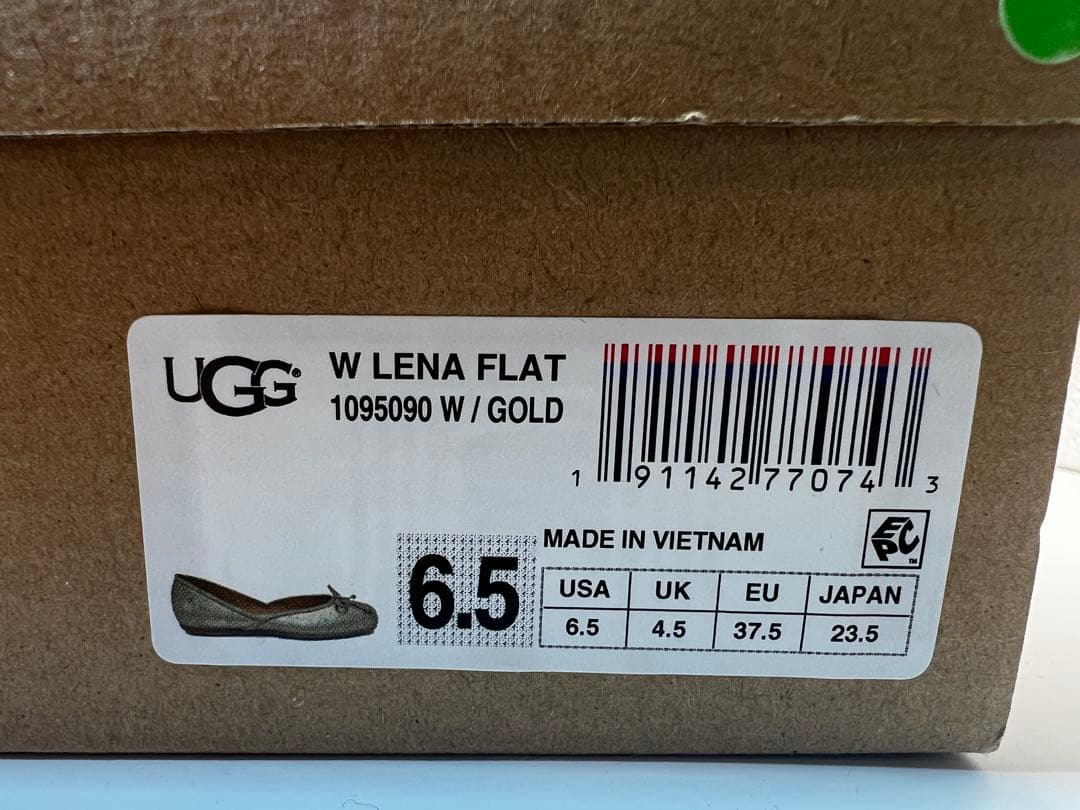 UGG®
W LENA FLAT
1095090 W / GOLD
1 91142 77074 3
MADE IN VIETNAM
EPC™
6.5
USA UK EU JAPAN
6.5 4.5 37.5 23.5